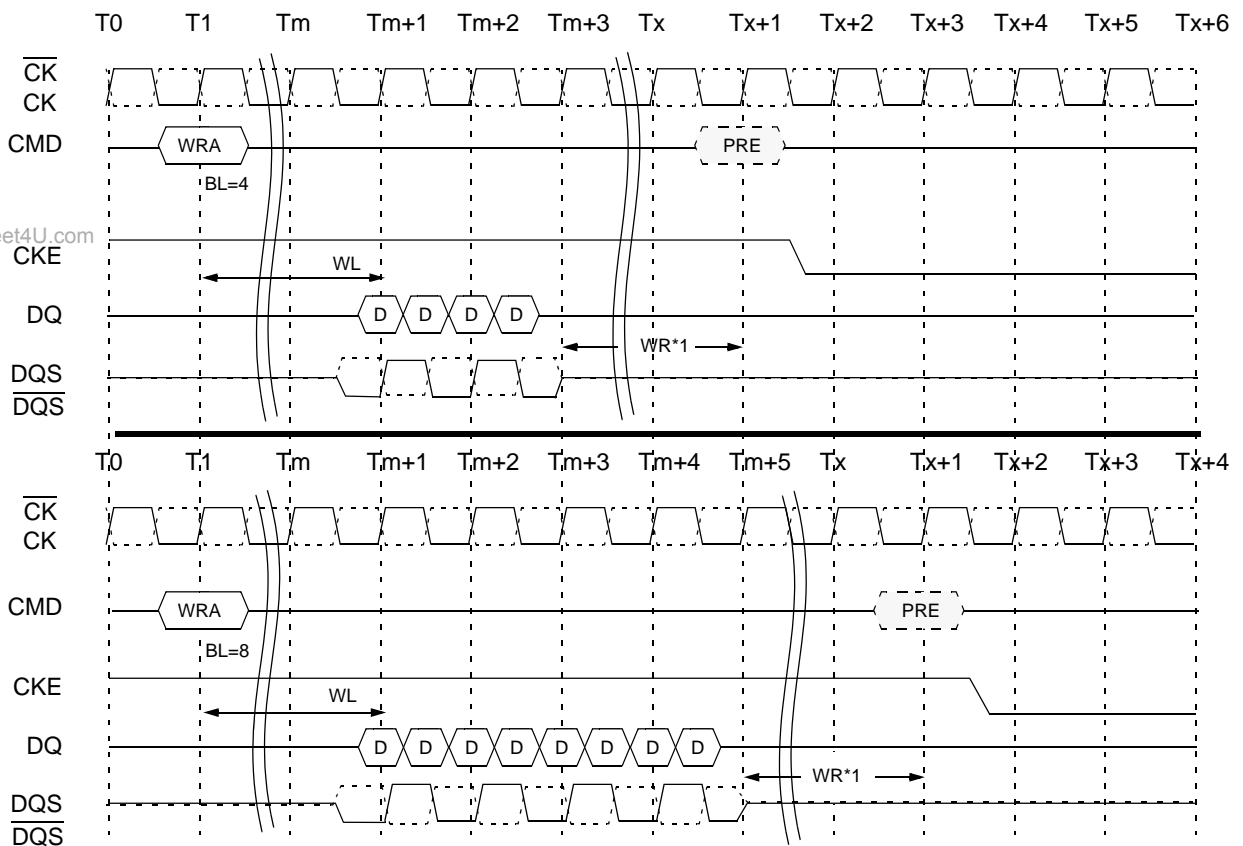 T0 T1 Tm Tm+1 Tm+2 Tm+3 Tx Tx+1 Tx+2 Tx+3 Tx+4 Tx+5 Tx+6
CK
CK
CMD WRA PRE
BL=4
et4U.com
CKE
WL
DQ D D D D
WR*1
DQS
DQS
T0 T1 Tm Tm+1 Tm+2 Tm+3 Tm+4 Tm+5 Tx Tx+1 Tx+2 Tx+3 Tx+4
CK
CK
CMD WRA PRE
BL=8
CKE
WL
DQ D D D D D D D D
WR*1
DQS
DQS